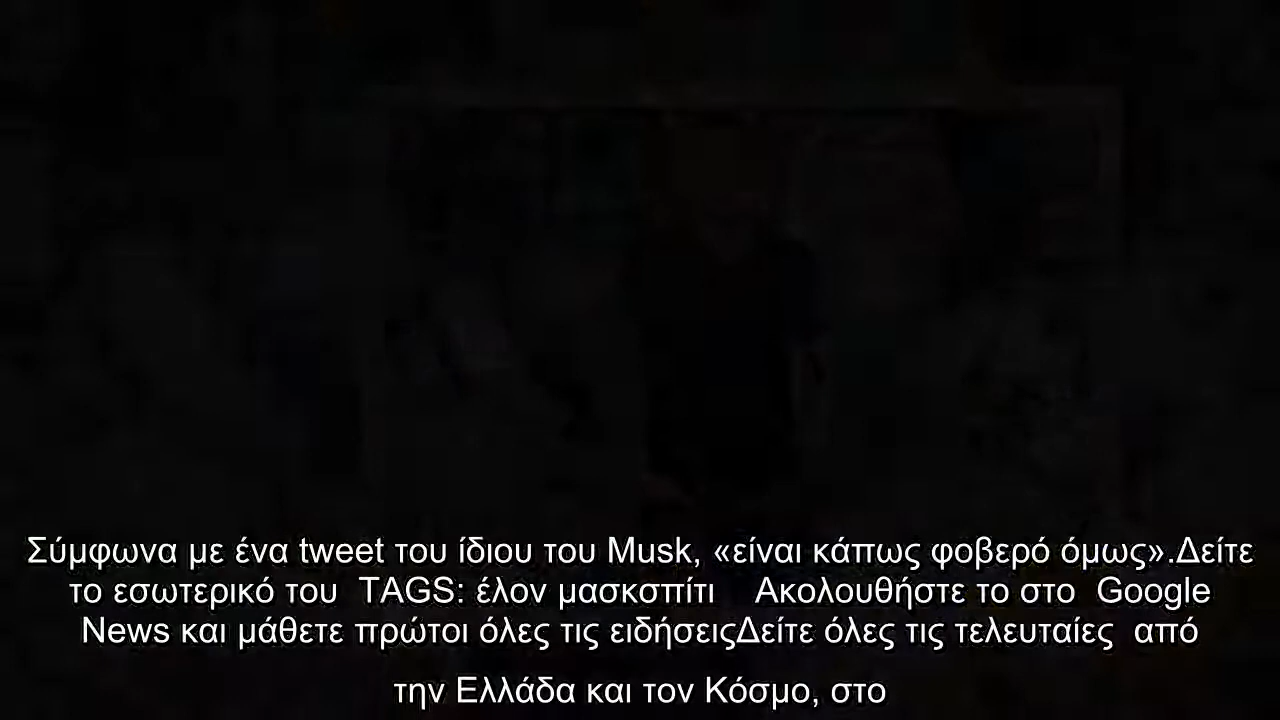 Σύμφωνα με ένα tweet του ίδιου του Musk, «είναι κάπως φοβερό όμως».Δείτε
το εσωτερικό του  TAGS: έλον μασκσπίτι    Ακολουθήστε το στο  Google
News και μάθετε πρώτοι όλες τις ειδήσειςΔείτε όλες τις τελευταίες  από
την Ελλάδα και τον Κόσμο, στο